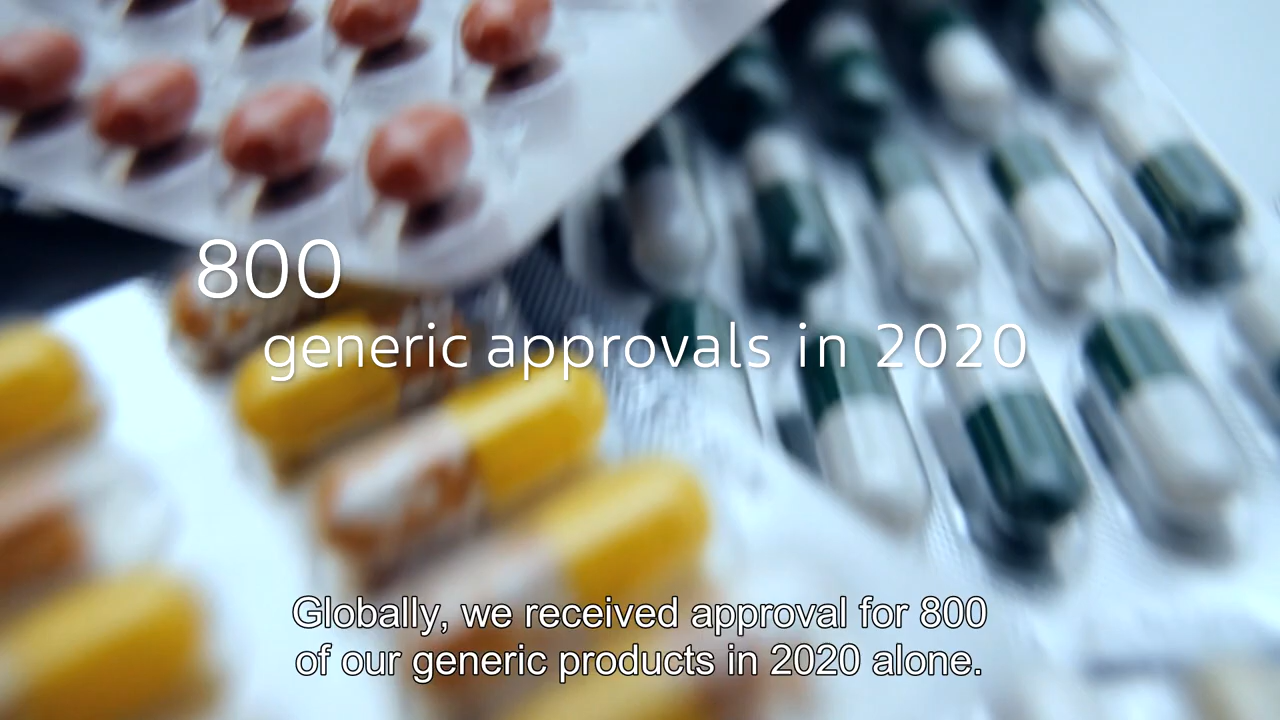 800
generic approvals in 2020
Globally, we received approval for 800
of our generic products in 2020 alone.